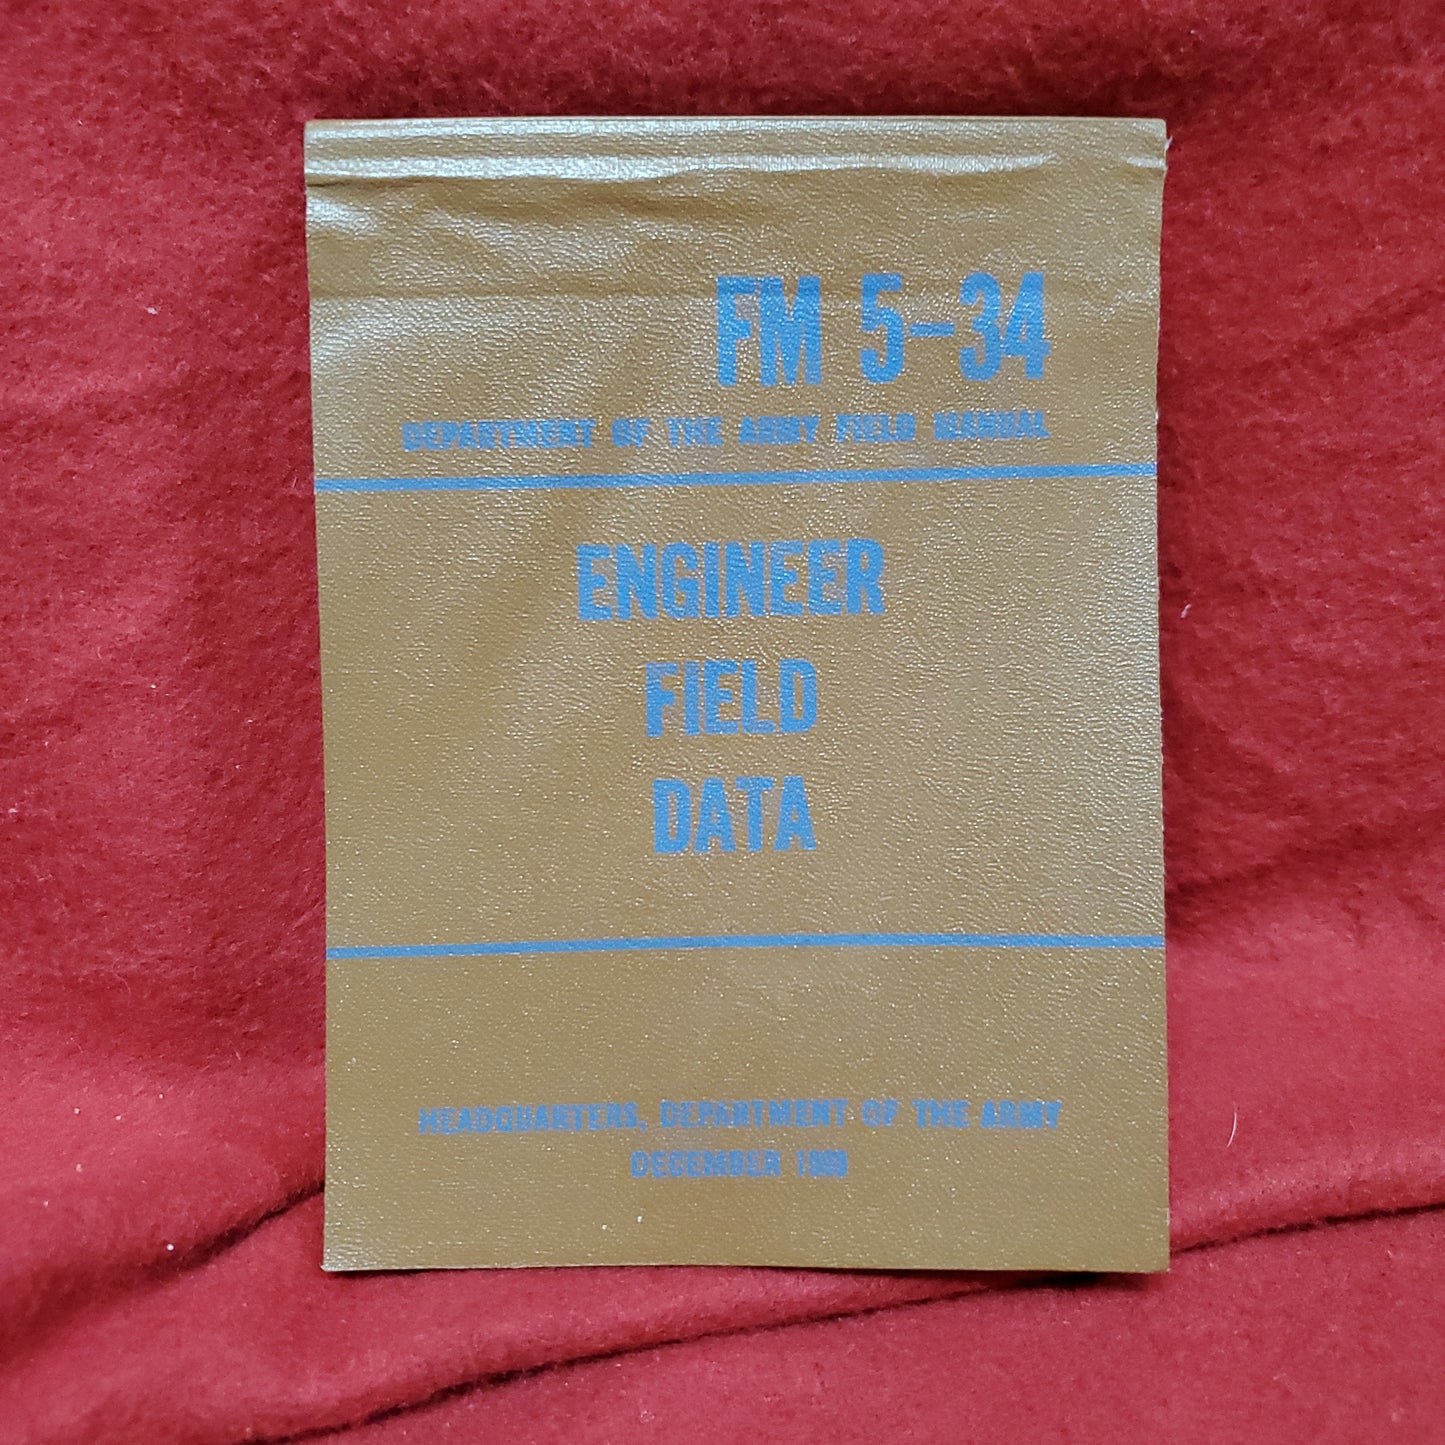 FM 5-34
DEPARTMENT OF THE ARMY FIELD MANUAL
ENGINEER
FIELD
DATA
HEADQUARTERS, DEPARTMENT OF THE ARMY
DECEMBER